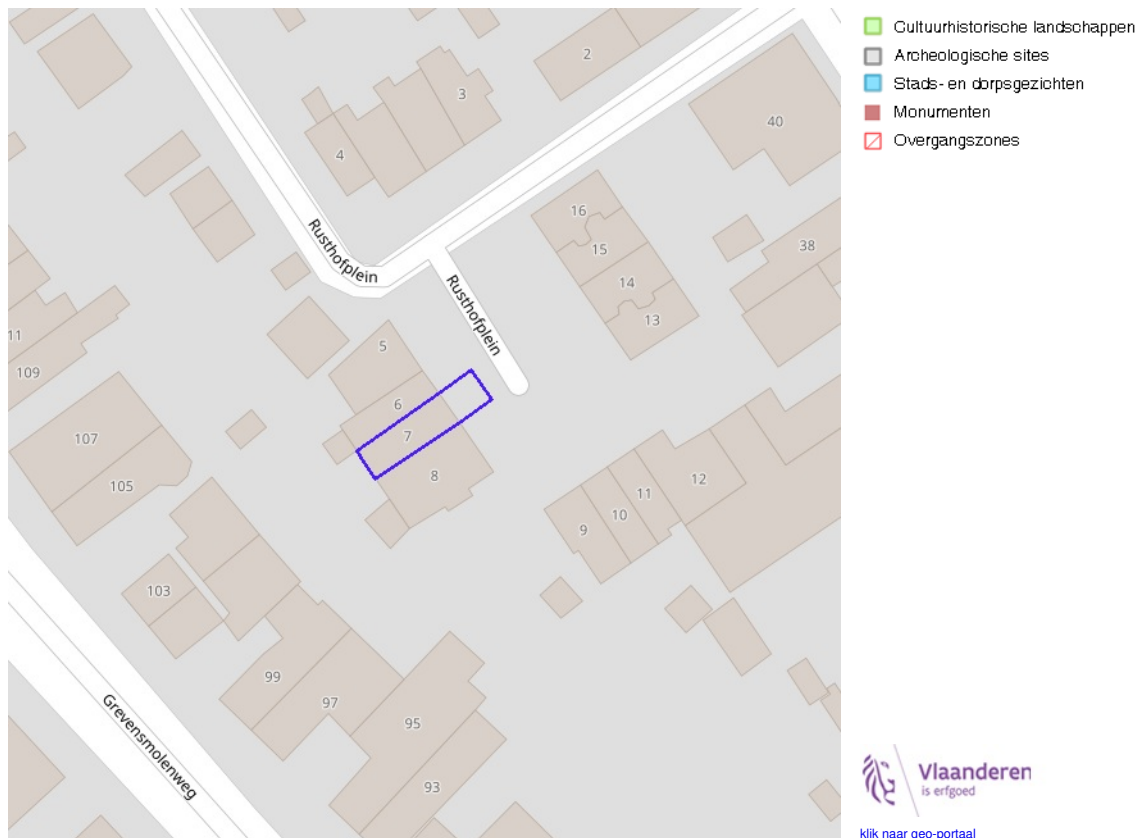 2
3
4
40
16
15
14
13
38
Rusthofplein
Rusthofplein
5
6
7
8
11
109
107
105
9
10
11
12
103
99
97
95
93
Grevensmolenweg
Cultuurhistorische landschappen
Archeologische sites
Stads- en dorpsgezichten
Monumenten
Overgangszones
Vlaanderen
is erfgoed
klik naar geo-portaal